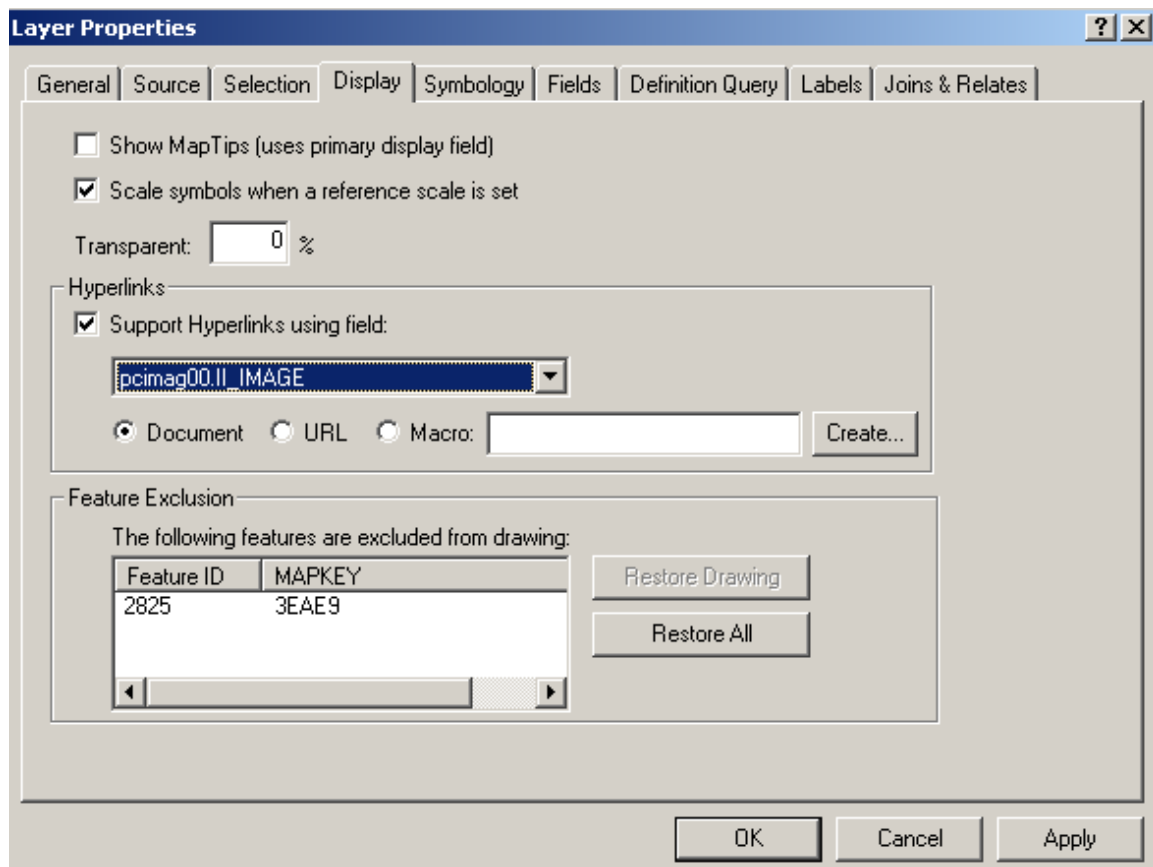 Layer Properties
General Source Selection Display Symbology Fields Definition Query Labels Joins & Relates
Show MapTips (uses primary display field)
Scale symbols when a reference scale is set
Transparent: 0 %
Hyperlinks
Support Hyperlinks using field:
pcimag00.II_IMAGE
Document URL Macro: Create...
Feature Exclusion
The following features are excluded from drawing:
Feature ID MAPKEY
2825 3EAE9
Restore Drawing
Restore All
OK Cancel Apply